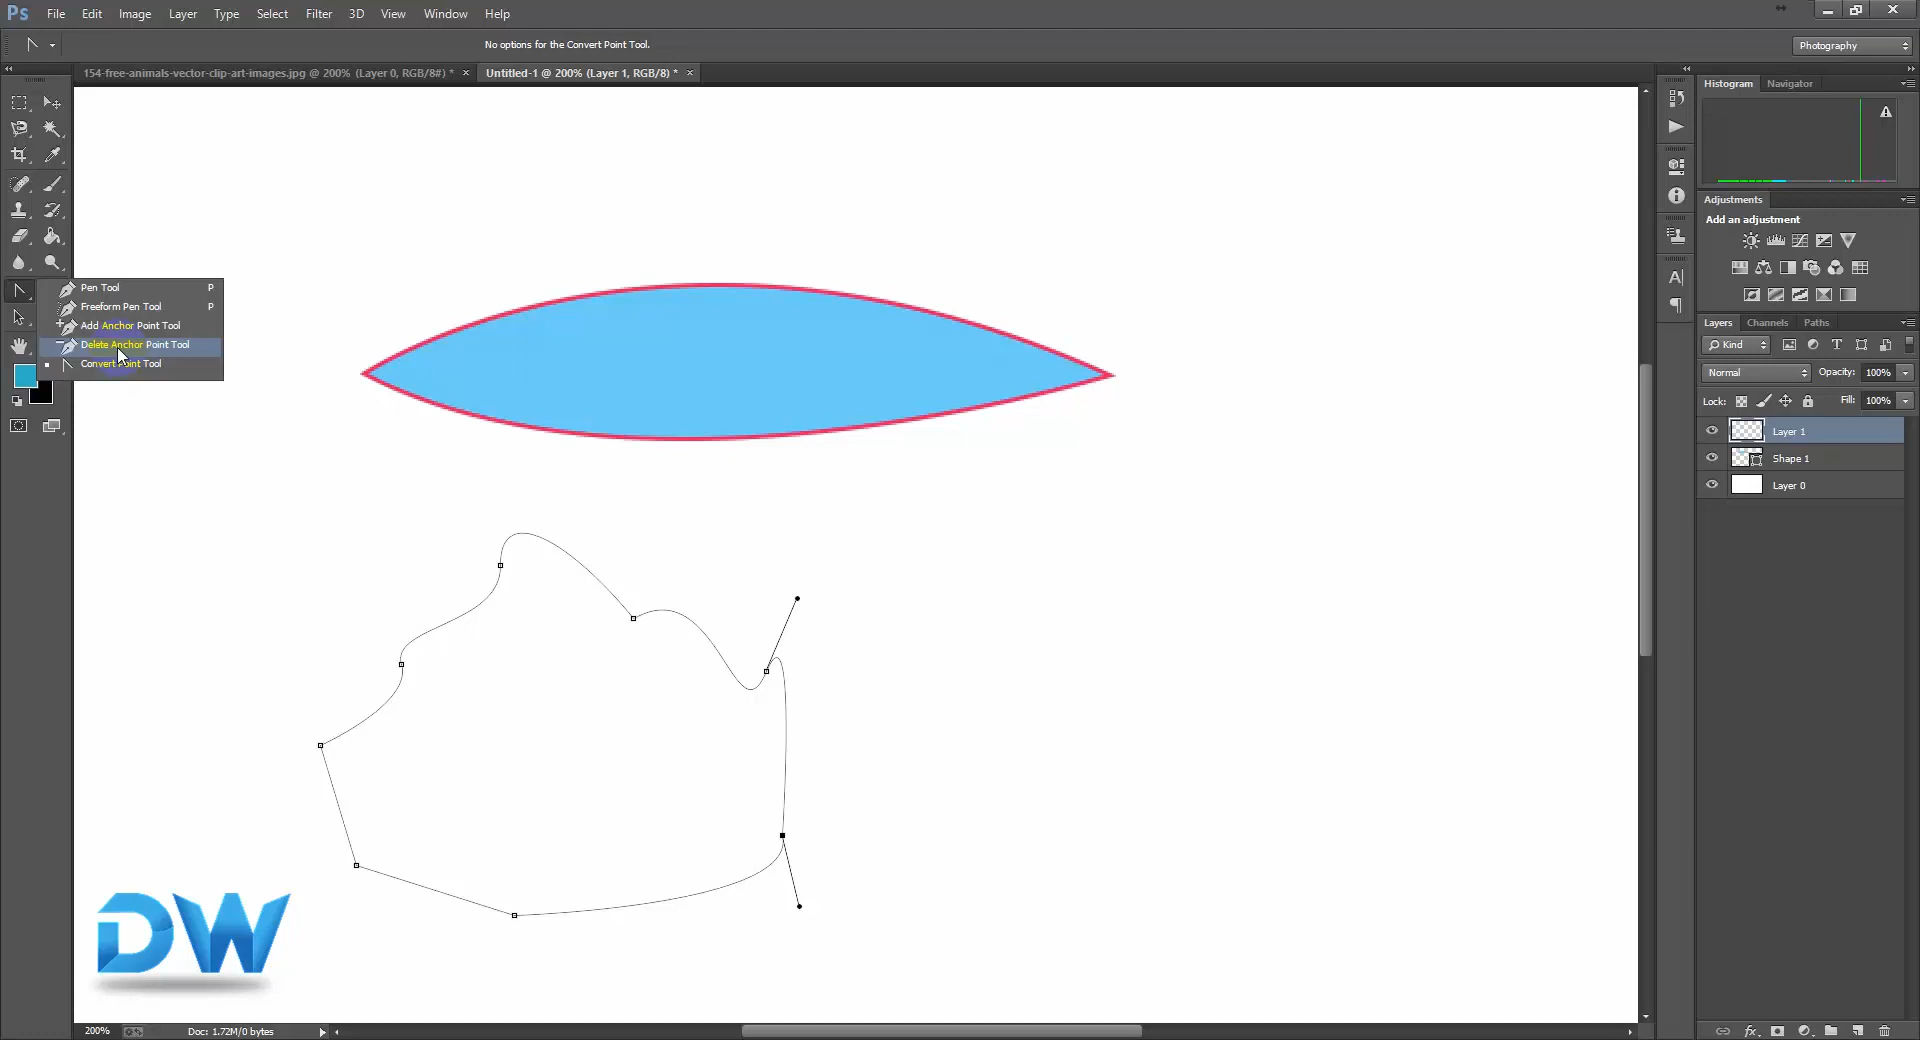 Ps File Edit Image Layer Type Select Filter 3D View Window Help
No options for the Convert Point Tool.
Photography
154-free-animals-vector-clip-art-images.jpg @ 200% (Layer 0, RGB/8#) * ×
Untitled-1 @ 200% (Layer 1, RGB/8) * ×
Histogram Navigator
Adjustments
Add an adjustment
Pen Tool P
Freeform Pen Tool P
Add Anchor Point Tool
Delete Anchor Point Tool
Convert Point Tool
Layers Channels Paths
Kind T
Normal Opacity: 100%
Lock: Fill: 100%
Layer 1
Shape 1
Layer 0
DW
200% Doc: 1.72M/0 bytes
fx